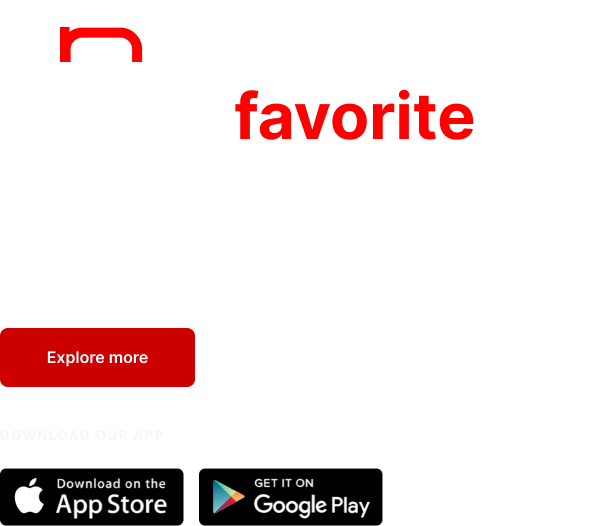 n
favorite
Explore more
DOWNLOAD OUR APP
Download on the
App Store
GET IT ON
Google Play